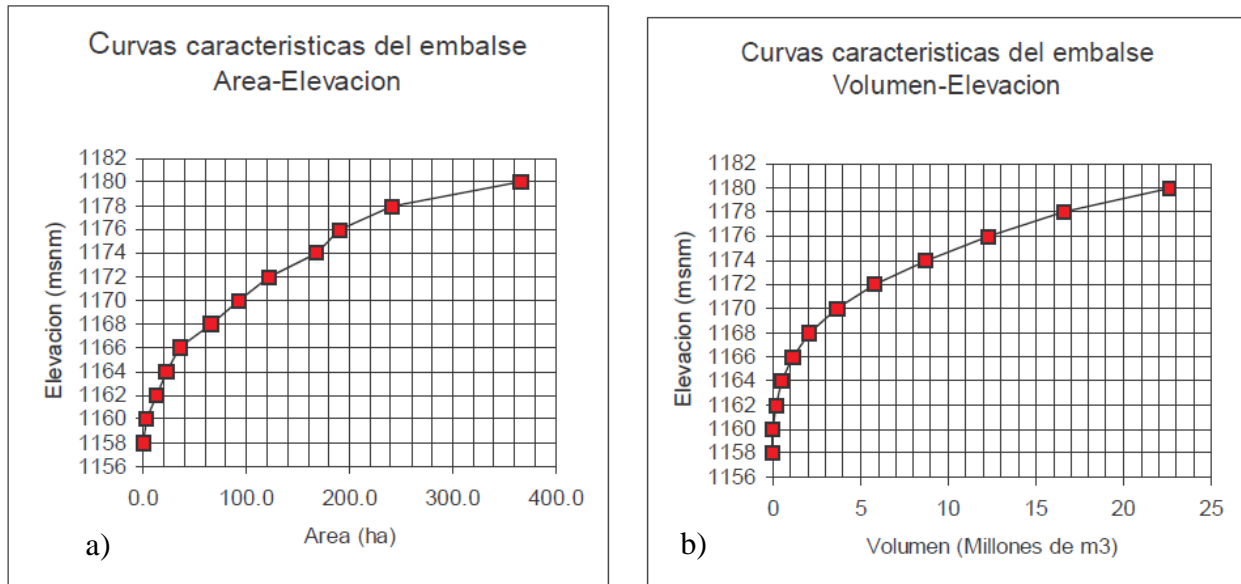 Curvas caracteristicas del embalse
Area-Elevacion
Elevacion (msnm)
1182
1180
1178
1176
1174
1172
1170
1168
1166
1164
1162
1160
1158
1156
0.0 100.0 200.0 300.0 400.0
Area (ha)
a)
Curvas caracteristicas del embalse
Volumen-Elevacion
Elevacion (msnm)
1182
1180
1178
1176
1174
1172
1170
1168
1166
1164
1162
1160
1158
1156
0 5 10 15 20 25
Volumen (Millones de m3)
b)